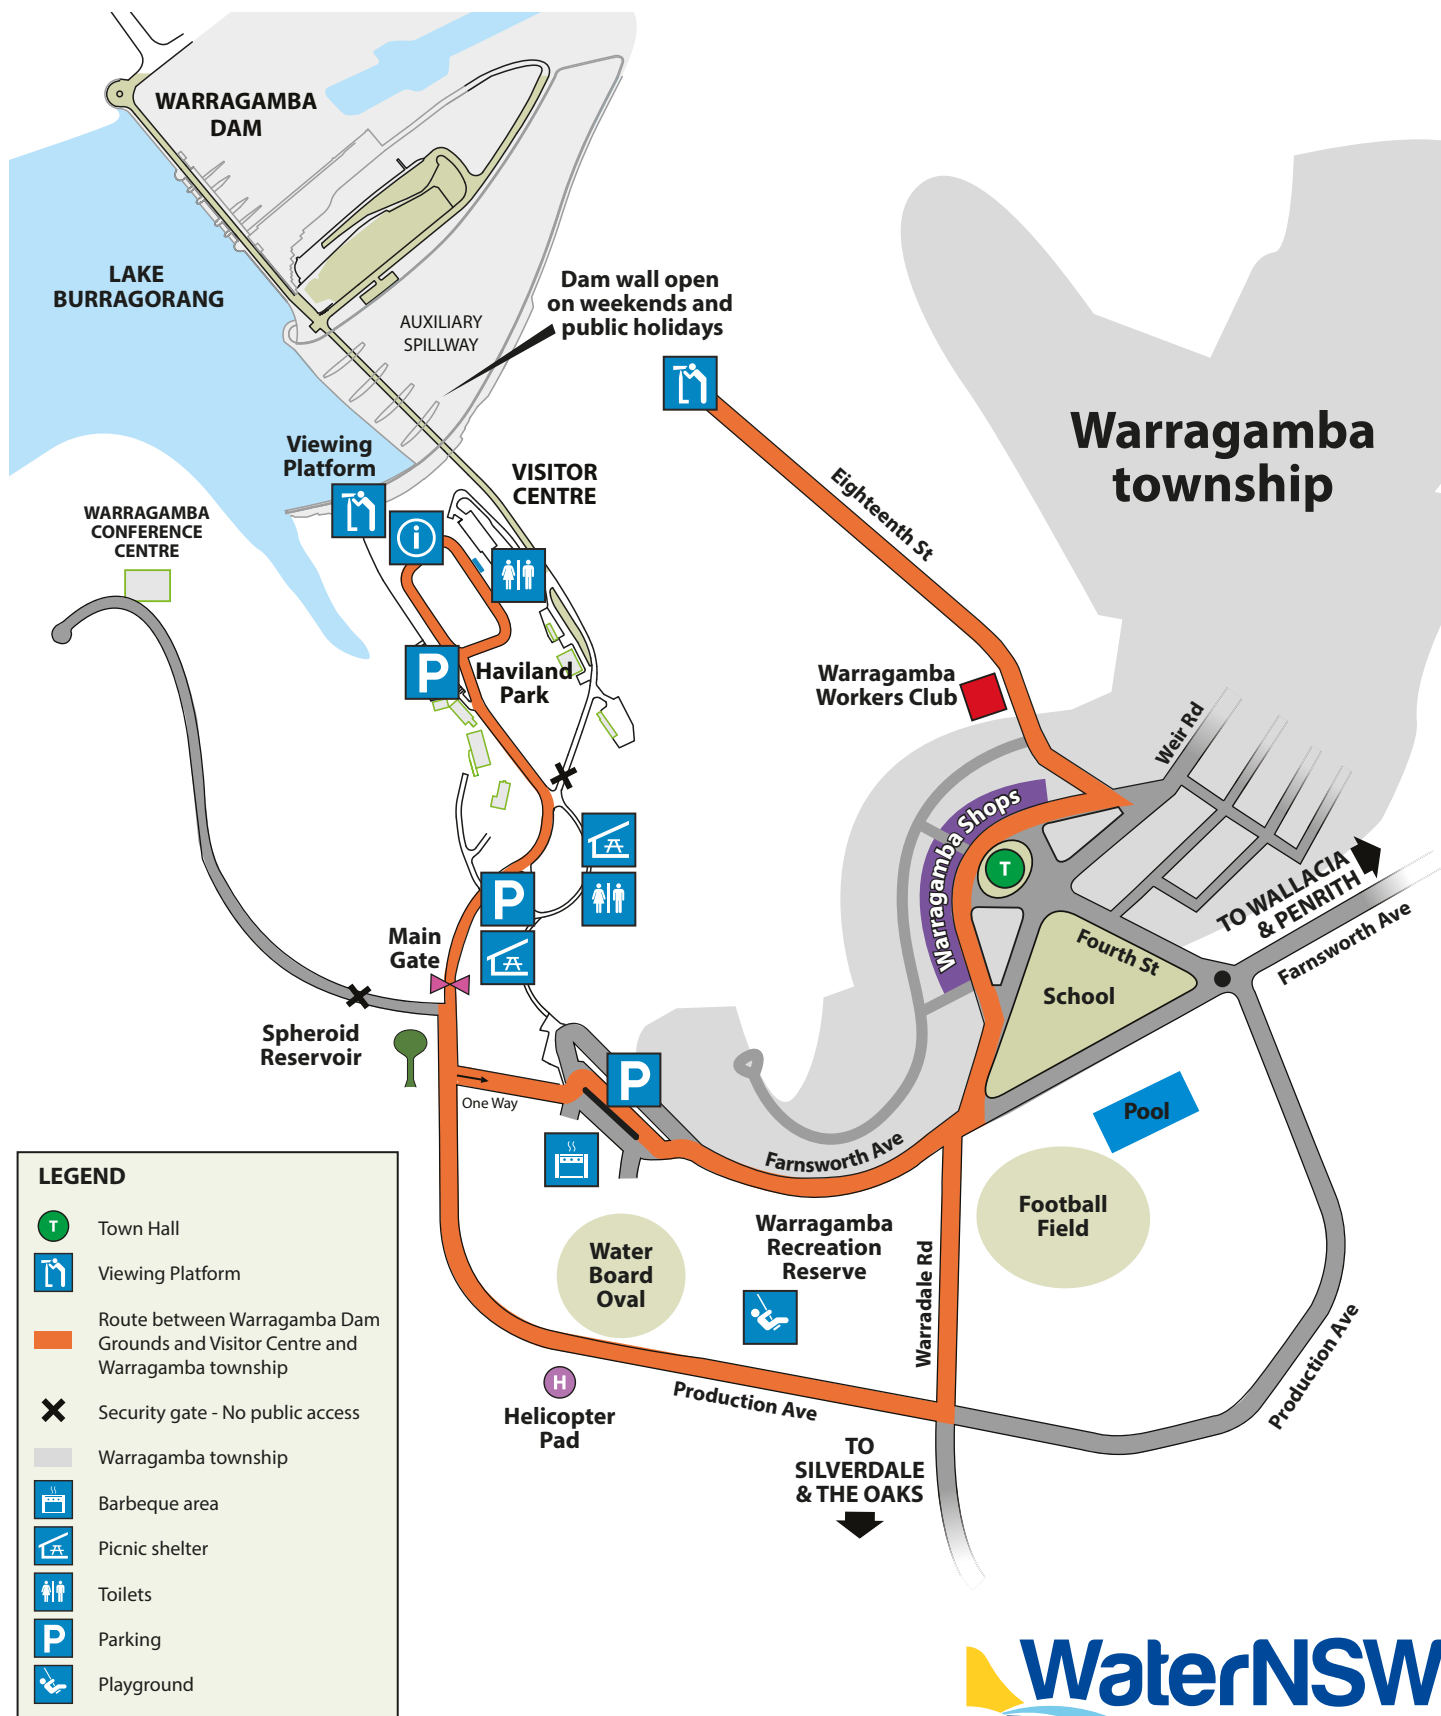 WARRAGAMBA
DAM
LAKE
BURRAGORANG
Dam wall open
on weekends and
public holidays
AUXILIARY
SPILLWAY
Viewing
Platform
VISITOR
CENTRE
WARRAGAMBA
CONFERENCE
CENTRE
i
Warragamba
township
Eighteenth St
P
Haviland
Park
Warragamba
Workers Club
Weir Rd
Warragamba Shops
T
TO WALLACIA
& PENRITH
Farnsworth Ave
P
Main
Gate
Fourth St
School
Spheroid
Reservoir
One Way
P
Pool
Farnsworth Ave
Football
Field
Warragamba
Recreation
Reserve
Water
Board
Oval
Warradale Rd
Production Ave
H
Helicopter
Pad
Production Ave
TO
SILVERDALE
& THE OAKS
LEGEND
T Town Hall
Viewing Platform
Route between Warragamba Dam
Grounds and Visitor Centre and
Warragamba township
Security gate - No public access
Warragamba township
Barbeque area
Picnic shelter
Toilets
P Parking
Playground
WaterNSW